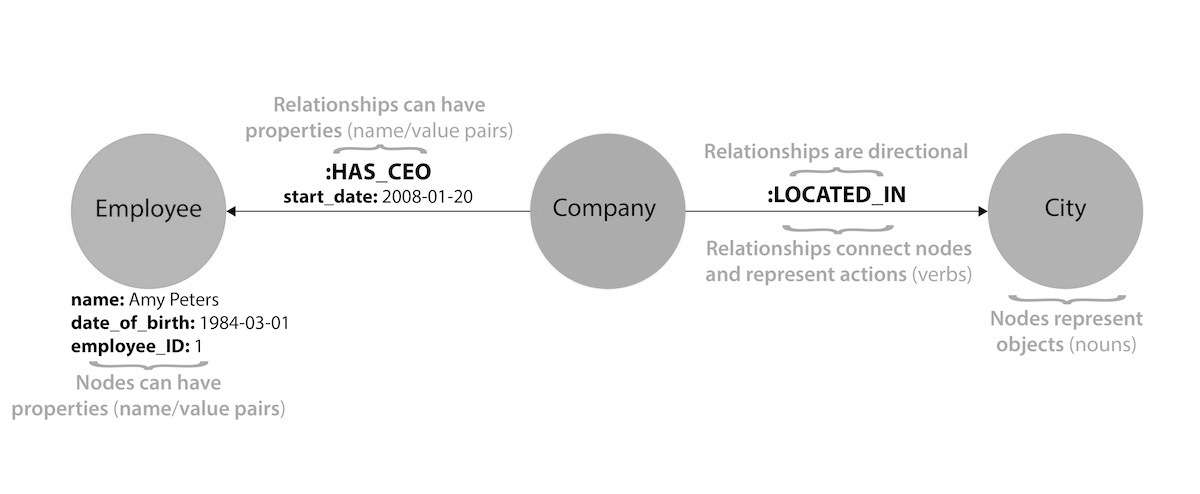 Relationships can have
properties (name/value pairs)
:HAS_CEO
start_date: 2008-01-20
Employee
name: Amy Peters
date_of_birth: 1984-03-01
employee_ID: 1
Nodes can have
properties (name/value pairs)
Company
Relationships are directional
:LOCATED_IN
Relationships connect nodes
and represent actions (verbs)
City
Nodes represent
objects (nouns)